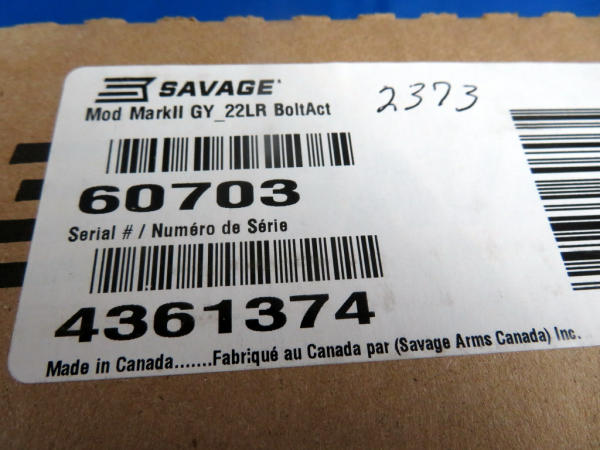 SAVAGE
Mod MarkII GY_22LR BoltAct
2373
60703
Serial # / Numéro de Série
4361374
Made in Canada.......Fabriqué au Canada par (Savage Arms Canada) Inc.